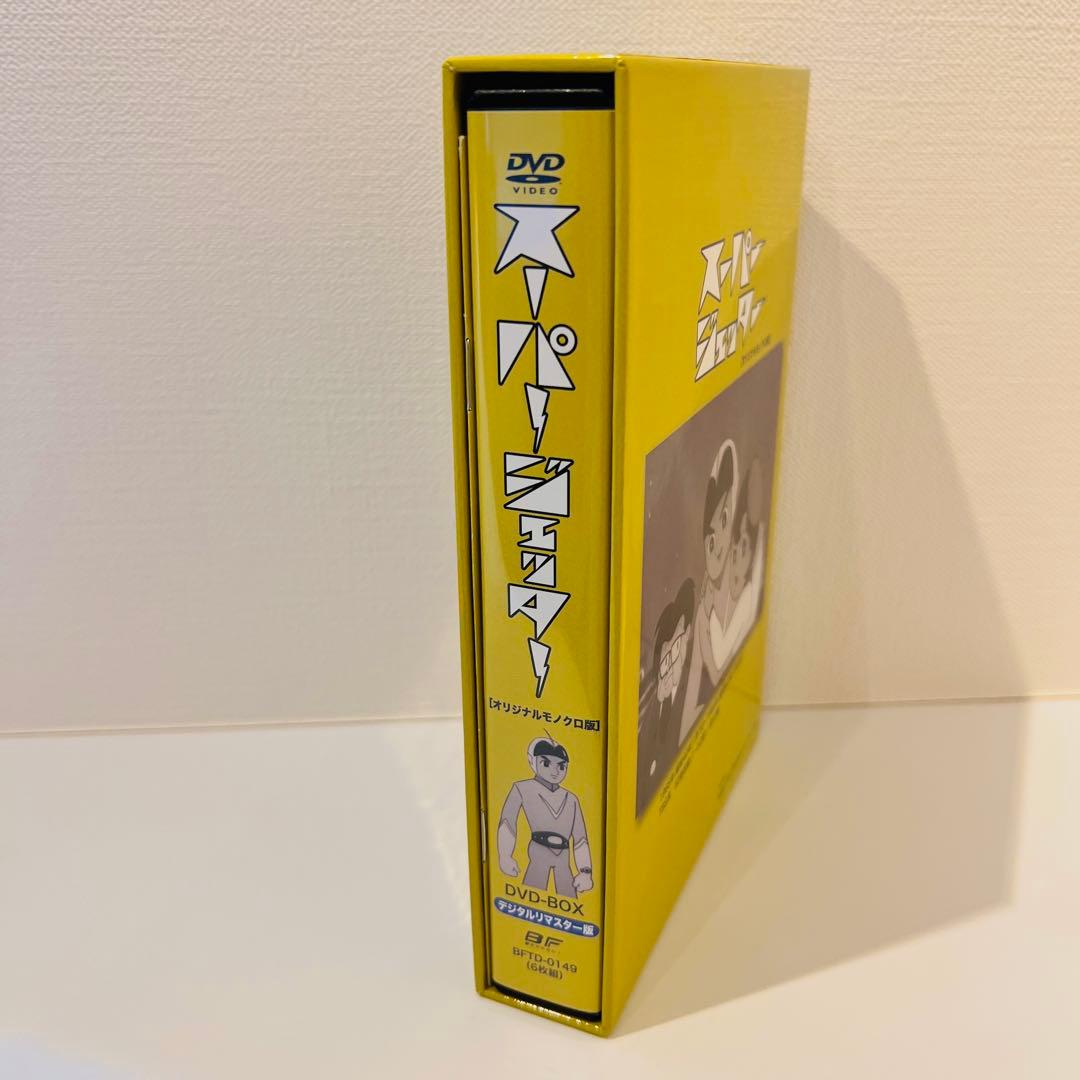 DVD
VIDEO
スーパージェッター
[オリジナルモノクロ版]
DVD-BOX
デジタルリマスター版
BF
BFTD-0149
(6枚組)
スーパー
ジェッター